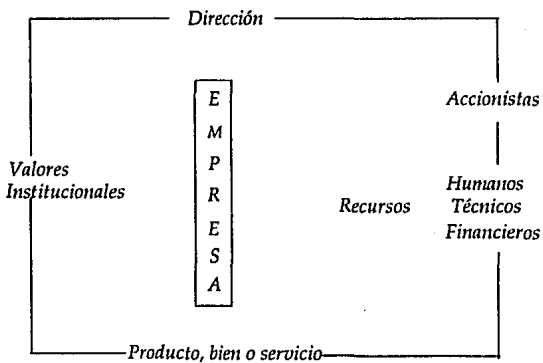 Dirección
E
M
P
R
E
S
A
Accionistas
Valores
Institucionales
Recursos
Humanos
Técnicos
Financieros
Producto, bien o servicio